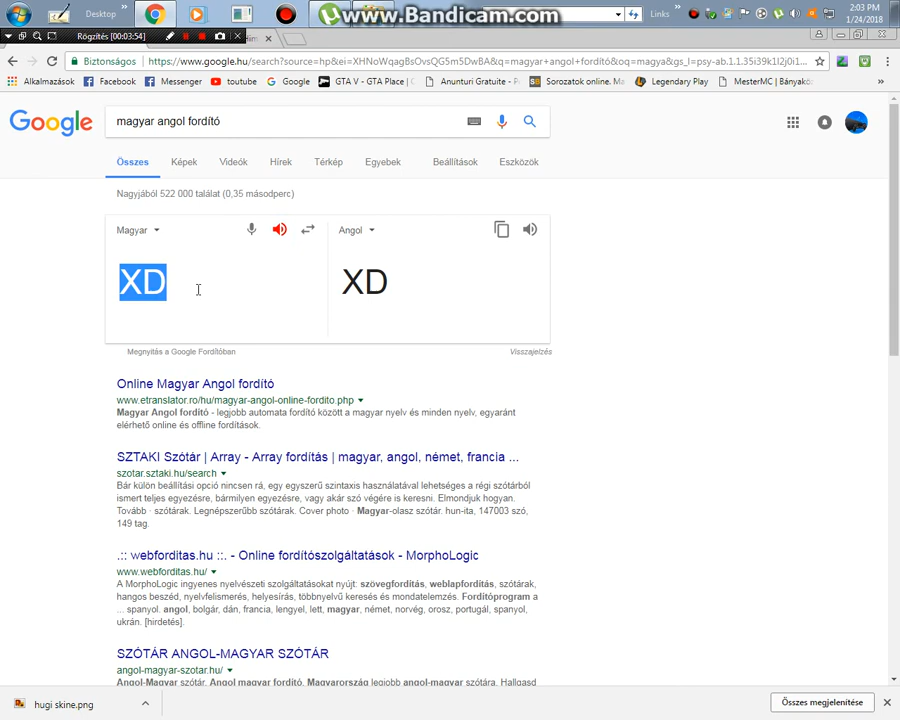 Desktop
www.Bandicam.com
Links
2:03 PM
1/24/2018
Rögzítés [00:03:54]
Biztonságos
https://www.google.hu/search?source=hp&ei=XHNoWqagBsOvsQG5m5DwBA&q=magyar+angol+fordító&oq=magya&gs_l=psy-ab.1.1.35i39k1l2j0i1...
Alkalmazások
Facebook
Messenger
youtube
Google
GTA V - GTA Place
Anunturi Gratuite - P
Sorozatok online. M
Legendary Play
MesterMC | Bányák
Google
magyar angol fordító
Összes
Képek
Videók
Hírek
Térkép
Egyebek
Beállítások
Eszközök
Nagyjából 522 000 találat (0,35 másodperc)
Magyar
Angol
XD
XD
Megnyitás a Google Fordítóban
Visszajelzés
Online Magyar Angol fordító
www.etranslator.ro/hu/magyar-angol-online-fordito.php
Magyar Angol fordító - legjobb automata fordító között a magyar nyelv és minden nyelv, egyaránt
elérhető online és offline fordítások.
SZTAKI Szótár | Array - Array fordítás | magyar, angol, német, francia ...
szotar.sztaki.hu/search
Bár külön beállítási opció nincsen rá, egy egyszerű szintaxis használatával lehetséges a régi szótárból
ismert teljes egyezésre, bármilyen egyezésre, vagy akár szó végére is keresni. Elmondjuk hogyan.
Tovább · szótárak. Legnépszerűbb szótárak. Cover photo · Magyar-olasz szótár. hun-ita, 147003 szó,
149 tag.
.:: webforditas.hu ::. - Online fordítószolgáltatások - MorphoLogic
www.webforditas.hu/
A MorphoLogic ingyenes nyelvészeti szolgáltatásokat nyújt: szövegfordítás, weblapfordítás, szótárak,
hangos beszéd, nyelvfelismerés, helyesírás, többnyelvű keresés és mondatelemzés. Fordítóprogram a
... spanyol. angol, bolgár, dán, francia, lengyel, lett, magyar, német, norvég, orosz, portugál, spanyol,
ukrán. [hirdetés].
SZÓTÁR ANGOL-MAGYAR SZÓTÁR
angol-magyar-szotar.hu/
Angol-Magyar szótár. Angol magyar fordító. Magyarország legjobb angol-magyar szótára. Hallgasd
hugi skine.png
Összes megjelenítése